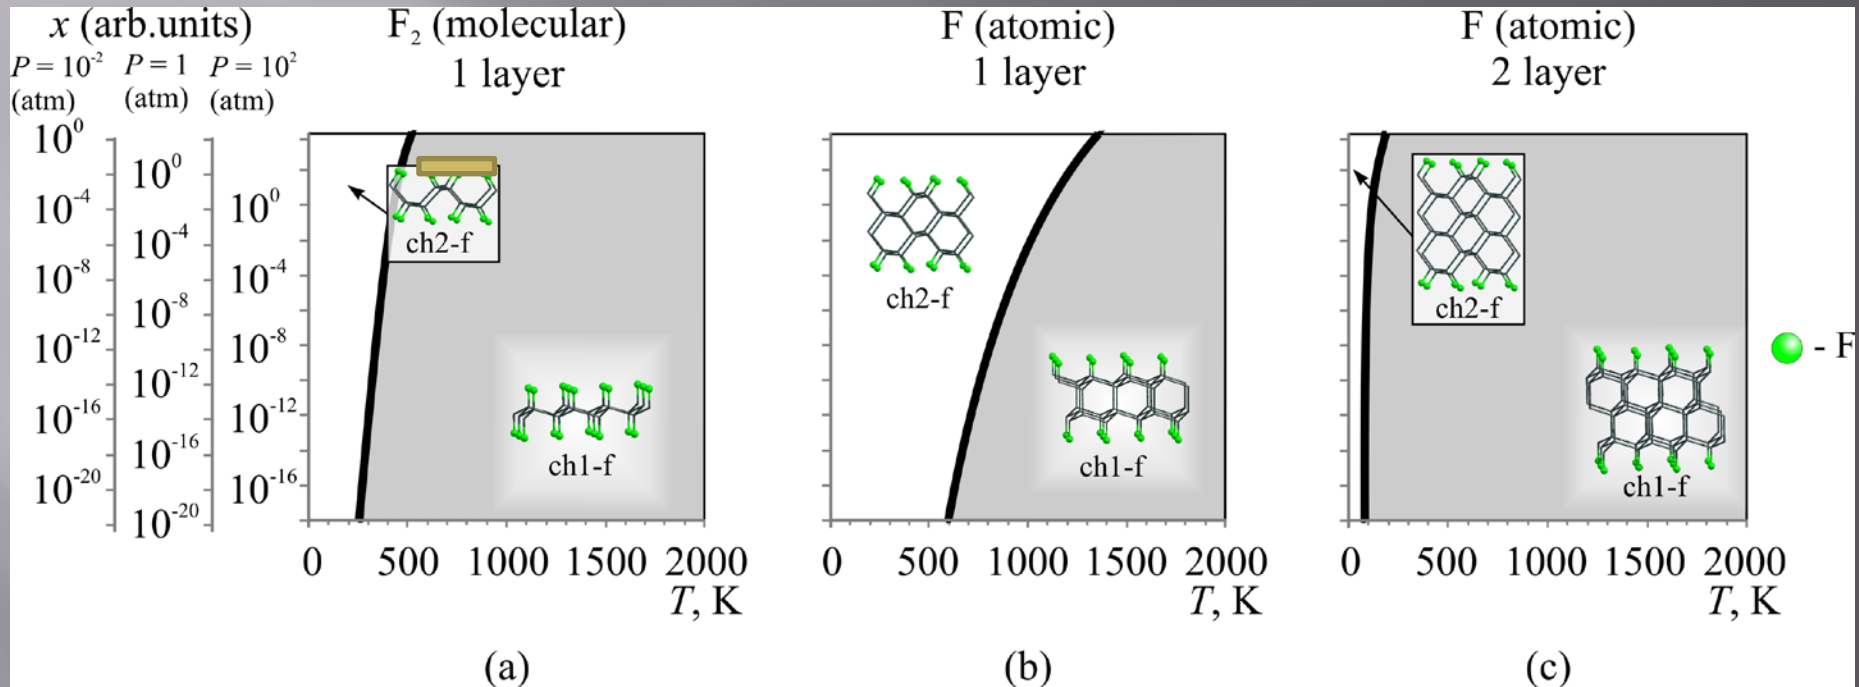 x (arb.units)
P = 10⁻² P = 1 P = 10²
(atm) (atm) (atm)
10⁰
10⁻⁴
10⁻⁸
10⁻¹²
10⁻¹⁶
10⁻²⁰
10⁰
10⁻⁴
10⁻⁸
10⁻¹²
10⁻¹⁶
10⁻²⁰
10⁰
10⁻⁴
10⁻⁸
10⁻¹²
10⁻¹⁶
F₂ (molecular)
1 layer
ch2-f
ch1-f
0 500 1000 1500 2000
T, K
(a)
F (atomic)
1 layer
ch2-f
ch1-f
0 500 1000 1500 2000
T, K
(b)
F (atomic)
2 layer
ch2-f
ch1-f
0 500 1000 1500 2000
T, K
(c)
- F